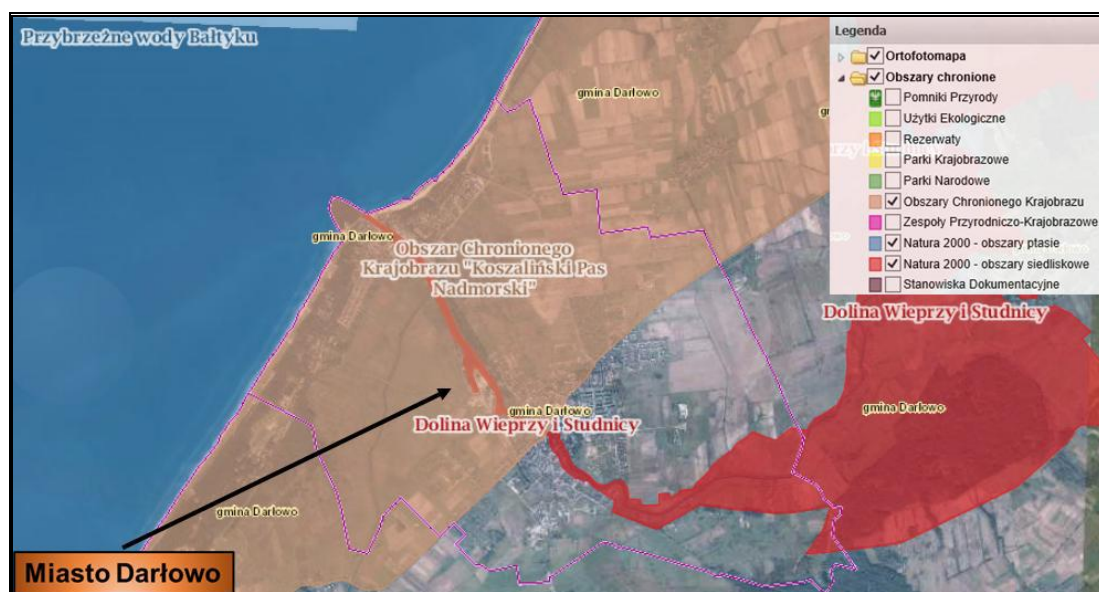 Przybrzeżne wody Bałtyku
gmina Darłowo
gmina Darłowo
Obszar Chronionego
Krajobrazu "Koszaliński Pas
Nadmorski"
gmina Darłowo
Dolina Wieprzy i Studnicy
gmina Darłowo
Miasto Darłowo
Legenda
Ortofotomapa
Obszary chronione
Pomniki Przyrody
Użytki Ekologiczne
Rezerwaty
Parki Krajobrazowe
Parki Narodowe
Obszary Chronionego Krajobrazu
Zespoły Przyrodniczo-Krajobrazowe
Natura 2000 - obszary ptasie
Natura 2000 - obszary siedliskowe
Stanowiska Dokumentacyjne
Dolina Wieprzy i Studnicy
gmina Darłowo